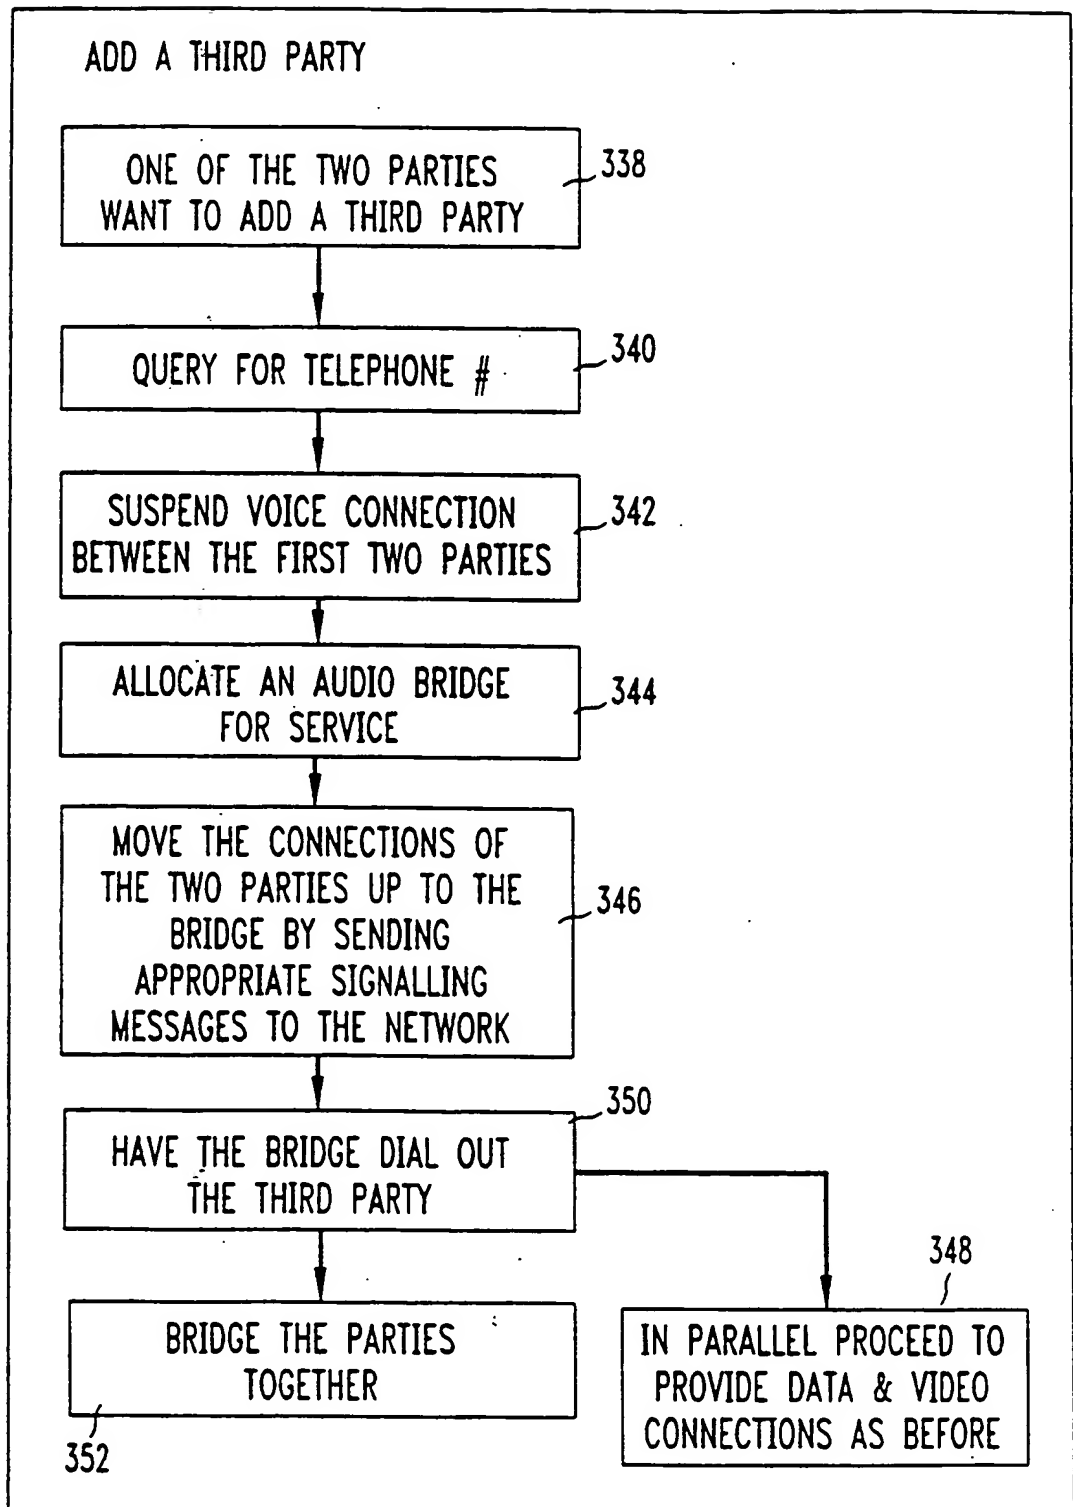 ADD A THIRD PARTY
ONE OF THE TWO PARTIES
WANT TO ADD A THIRD PARTY
338
QUERY FOR TELEPHONE #
340
SUSPEND VOICE CONNECTION
BETWEEN THE FIRST TWO PARTIES
342
ALLOCATE AN AUDIO BRIDGE
FOR SERVICE
344
MOVE THE CONNECTIONS OF
THE TWO PARTIES UP TO THE
BRIDGE BY SENDING
APPROPRIATE SIGNALLING
MESSAGES TO THE NETWORK
346
HAVE THE BRIDGE DIAL OUT
THE THIRD PARTY
350
BRIDGE THE PARTIES
TOGETHER
352
348
IN PARALLEL PROCEED TO
PROVIDE DATA & VIDEO
CONNECTIONS AS BEFORE